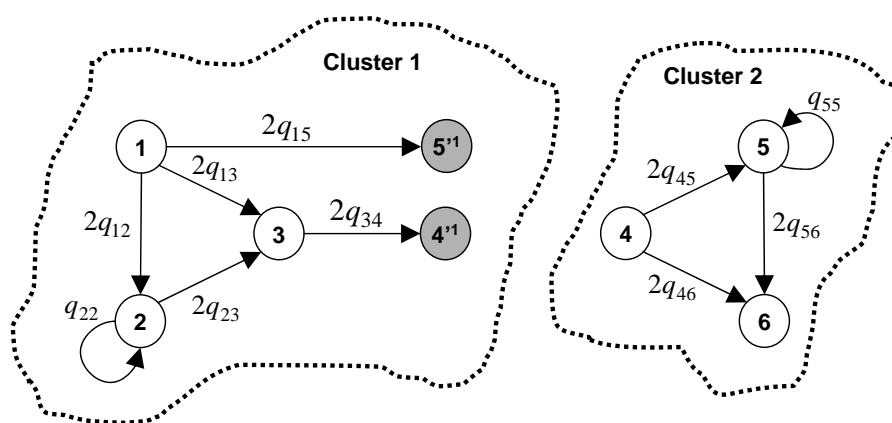 Cluster 1
1
2q₁₅
5'¹
2q₁₃
2q₁₂
3
2q₃₄
4'¹
q₂₂
2
2q₂₃
Cluster 2
q₅₅
5
2q₄₅
4
2q₅₆
2q₄₆
6